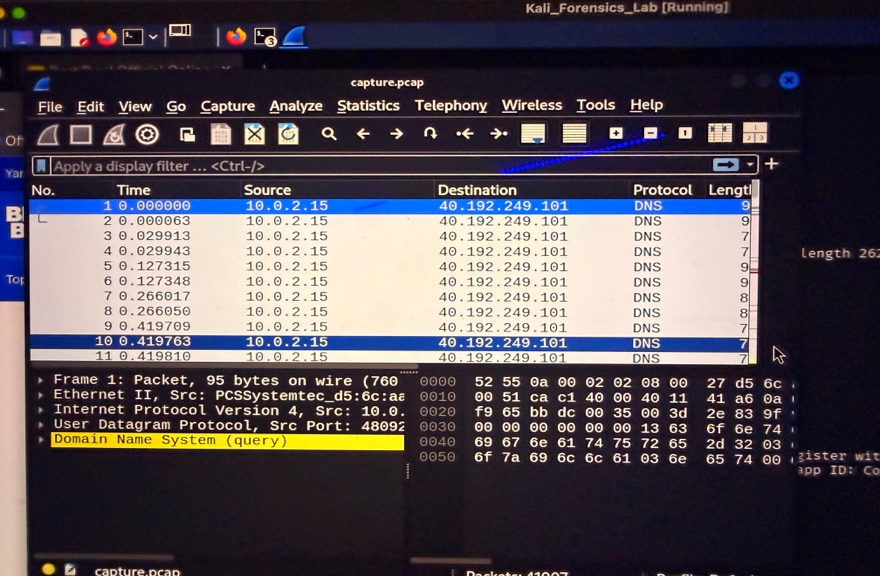 Kali_Forensics_Lab [Running]
capture.pcap
File Edit View Go Capture Analyze Statistics Telephony Wireless Tools Help
Apply a display filter ... <Ctrl-/>
No. Time Source Destination Protocol Lengt
1 0.000000 10.0.2.15 40.192.249.101 DNS 9
2 0.000063 10.0.2.15 40.192.249.101 DNS 9
3 0.029913 10.0.2.15 40.192.249.101 DNS 7
4 0.029943 10.0.2.15 40.192.249.101 DNS 7
5 0.127315 10.0.2.15 40.192.249.101 DNS 9
6 0.127348 10.0.2.15 40.192.249.101 DNS 9
7 0.266017 10.0.2.15 40.192.249.101 DNS 8
8 0.266050 10.0.2.15 40.192.249.101 DNS 8
9 0.419709 10.0.2.15 40.192.249.101 DNS 7
10 0.419763 10.0.2.15 40.192.249.101 DNS 7
11 0.419810 10.0.2.15 40.192.249.101 DNS 7
length 262
Frame 1: Packet, 95 bytes on wire (760
Ethernet II, Src: PCSSystemtec_d5:6c:aa
Internet Protocol Version 4, Src: 10.0.
User Datagram Protocol, Src Port: 48092
Domain Name System (query)
0000 52 55 0a 00 02 02 08 00 27 d5 6c
0010 00 51 ca c1 40 00 40 11 41 a6 0a
0020 f9 65 bb dc 00 35 00 3d 2e 83 9f
0030 00 00 00 00 00 00 13 63 6f 6e 74
0040 69 67 6e 61 74 75 72 65 2d 32 03
0050 6f 7a 69 6c 6c 61 03 6e 65 74 00
gister wit
app ID: Co
capture.pcap